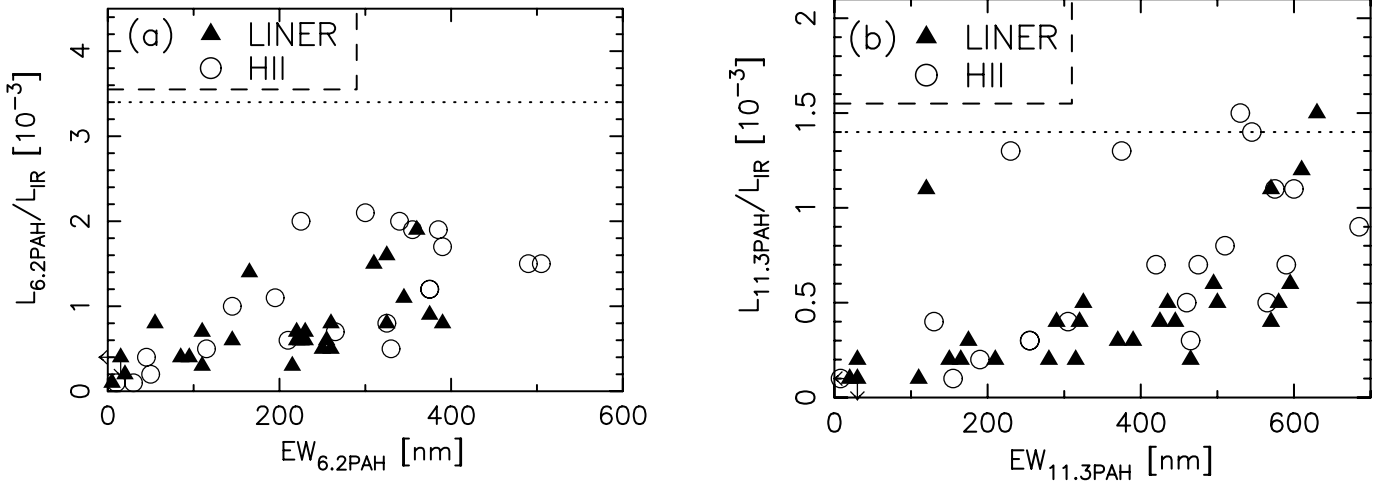 (a) LINER
HII
4
3
2
1
0
L6.2PAH/LIR [10−3]
0 200 400 600
EW6.2PAH [nm]
(b) LINER
HII
2
1.5
1
0.5
0
L11.3PAH/LIR [10−3]
0 200 400 600
EW11.3PAH [nm]